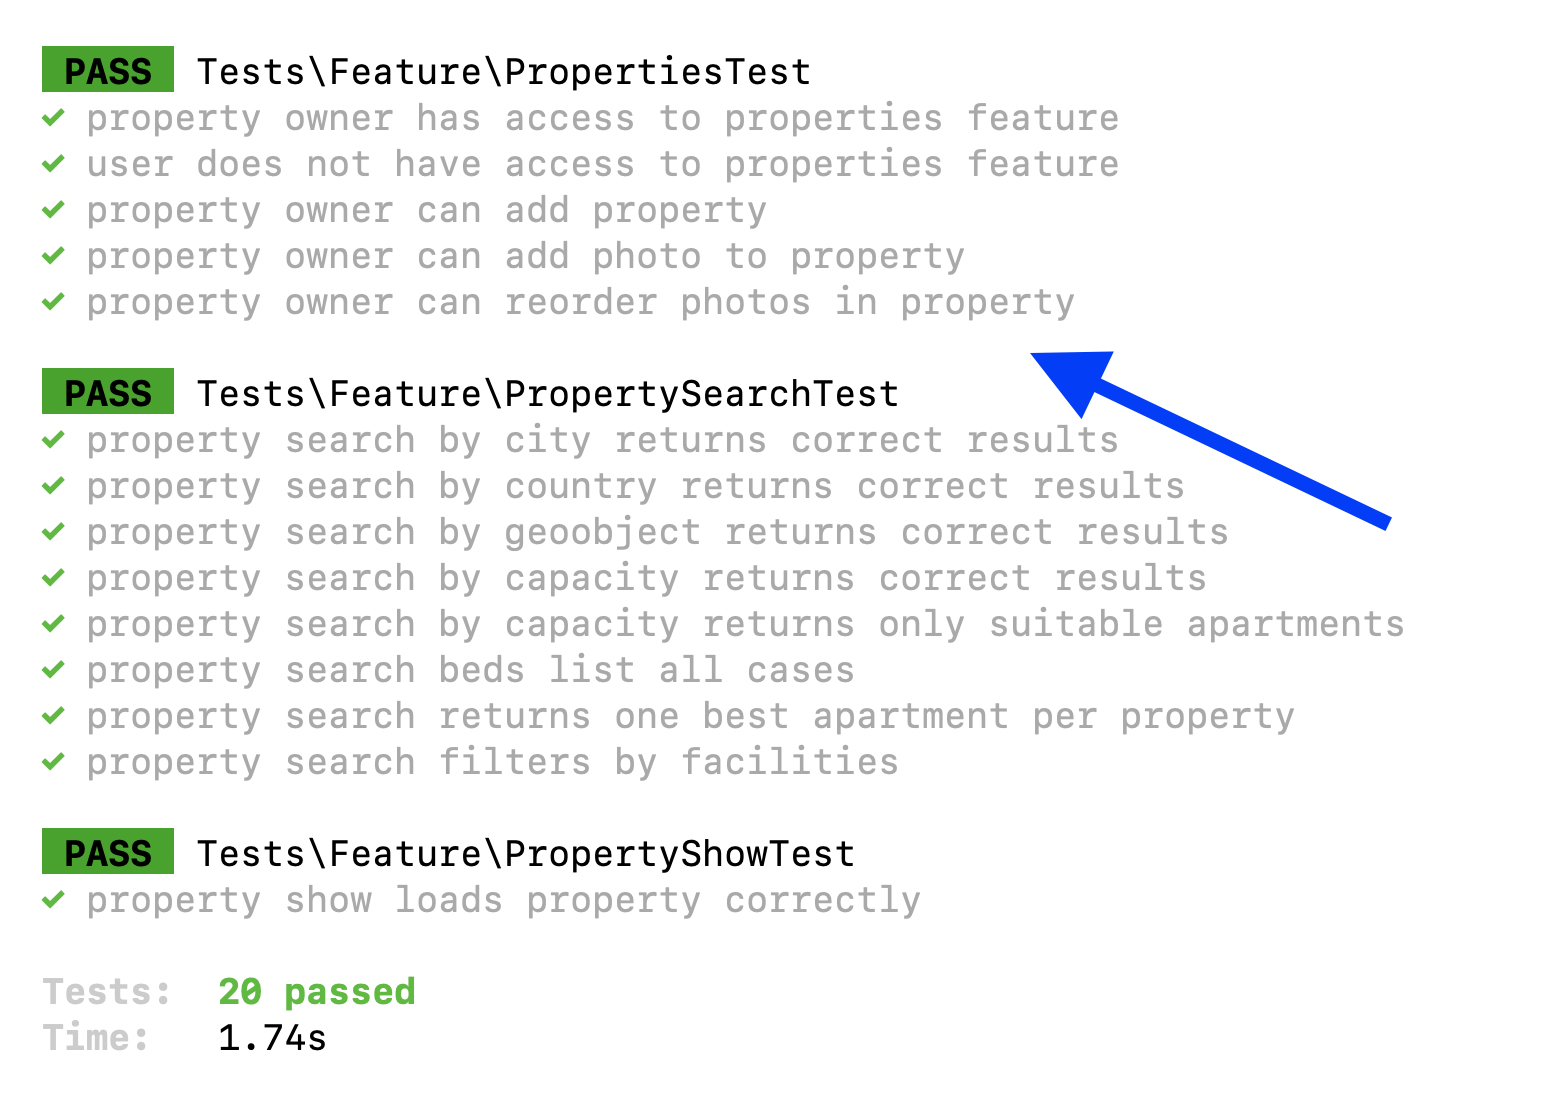 PASS Tests\Feature\PropertiesTest
✓ property owner has access to properties feature
✓ user does not have access to properties feature
✓ property owner can add property
✓ property owner can add photo to property
✓ property owner can reorder photos in property
PASS Tests\Feature\PropertySearchTest
✓ property search by city returns correct results
✓ property search by country returns correct results
✓ property search by geoobject returns correct results
✓ property search by capacity returns correct results
✓ property search by capacity returns only suitable apartments
✓ property search beds list all cases
✓ property search returns one best apartment per property
✓ property search filters by facilities
PASS Tests\Feature\PropertyShowTest
✓ property show loads property correctly
Tests: 20 passed
Time: 1.74s